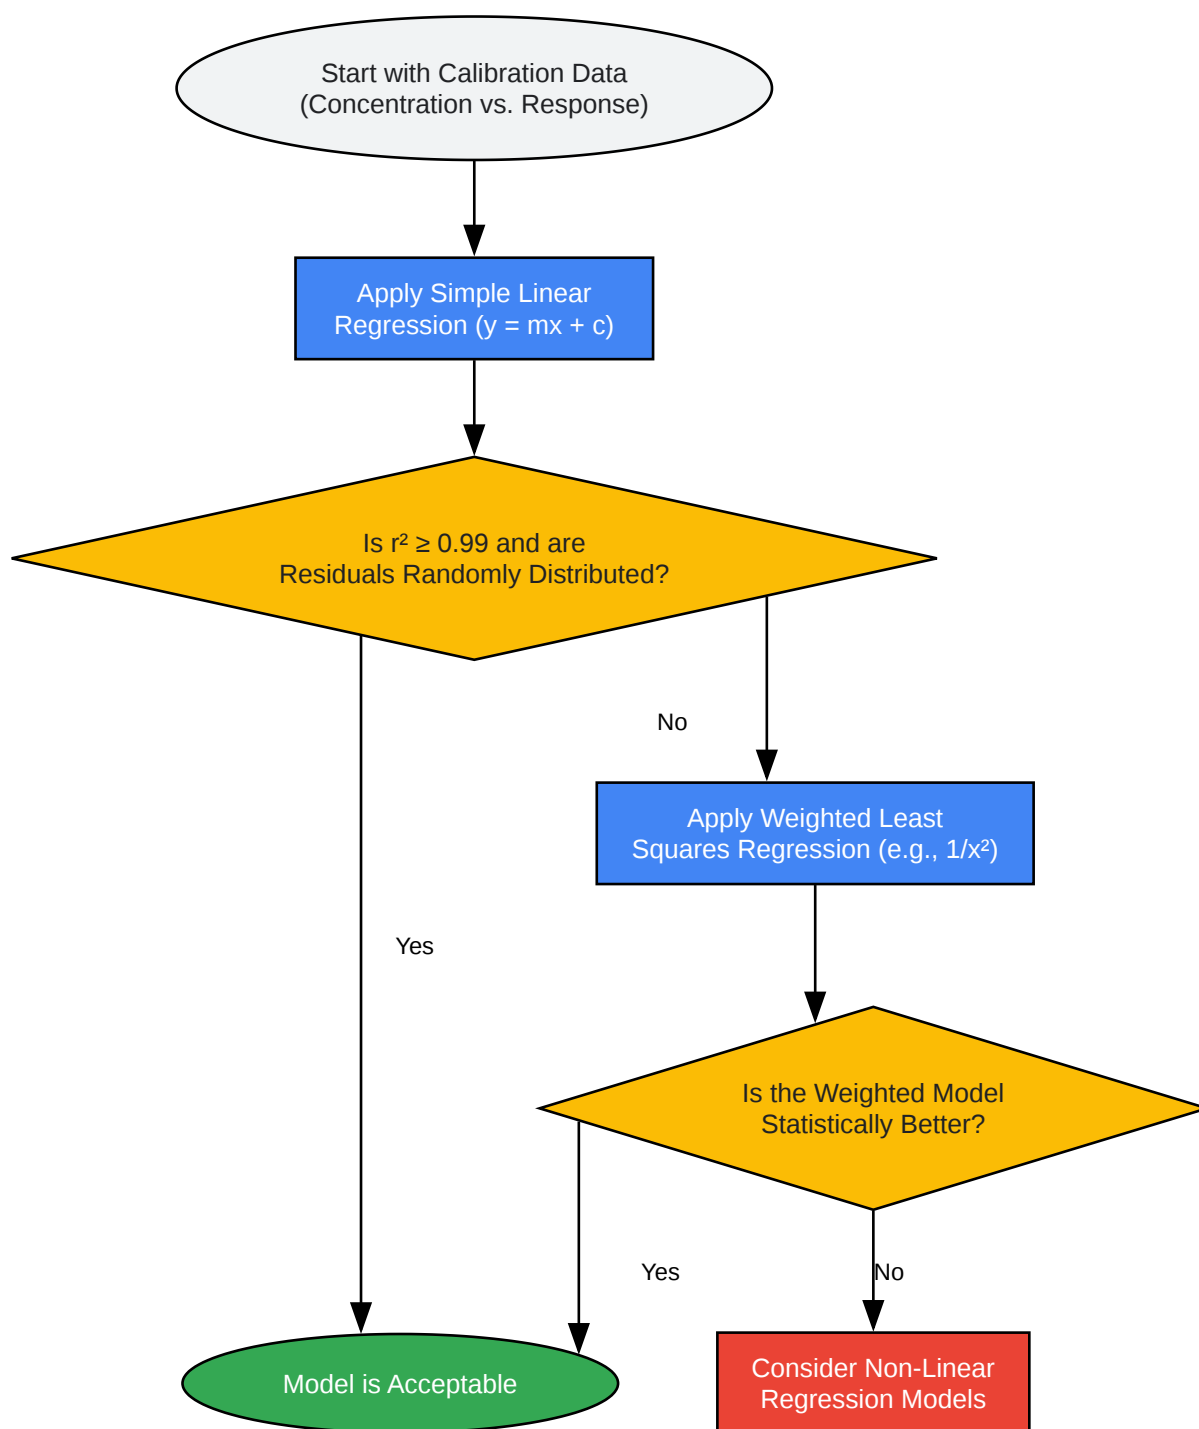 Start with Calibration Data
(Concentration vs. Response)
Apply Simple Linear
Regression (y = mx + c)
Is r² ≥ 0.99 and are
Residuals Randomly Distributed?
No
Apply Weighted Least
Squares Regression (e.g., 1/x²)
Yes
Is the Weighted Model
Statistically Better?
Yes
No
Model is Acceptable
Consider Non-Linear
Regression Models